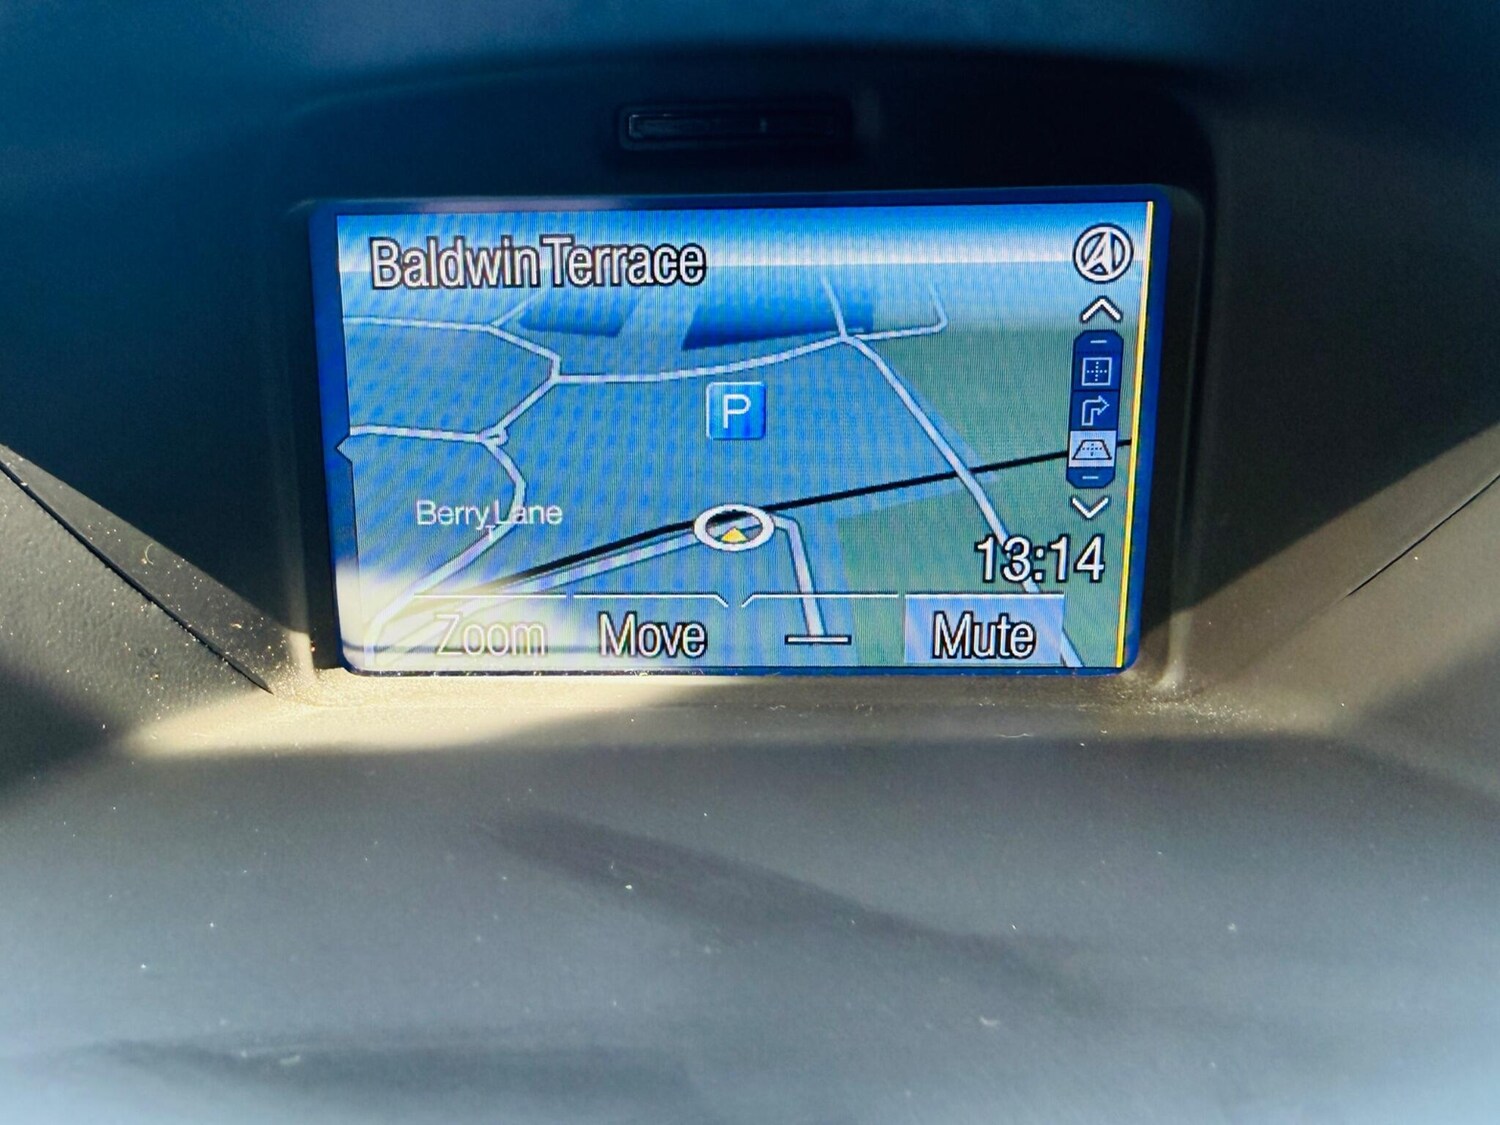 Baldwin Terrace
P
Berry Lane
13:14
Zoom Move Mute